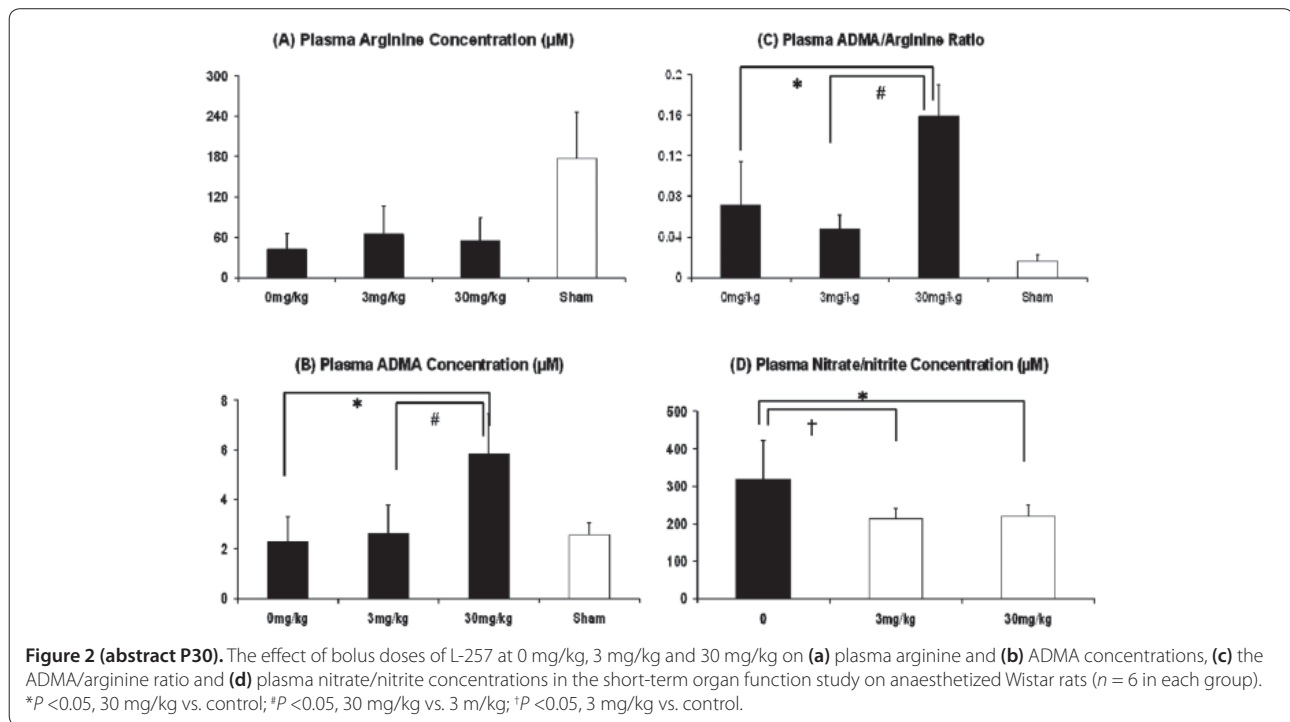 (A) Plasma Arginine Concentration (µM)
300
240
180
120
60
0
0mg/kg 3mg/kg 30mg/kg Sham
(C) Plasma ADMA/Arginine Ratio
0.2
0.16
0.12
0.08
0.04
0
* #
0mg/kg 3mg/kg 30mg/kg Sham
(B) Plasma ADMA Concentration (µM)
8
6
4
2
0
* #
0mg/kg 3mg/kg 30mg/kg Sham
(D) Plasma Nitrate/nitrite Concentration (µM)
500
400
300
200
100
0
*
†
0 3mg/kg 30mg/kg
Figure 2 (abstract P30). The effect of bolus doses of L-257 at 0 mg/kg, 3 mg/kg and 30 mg/kg on (a) plasma arginine and (b) ADMA concentrations, (c) the
ADMA/arginine ratio and (d) plasma nitrate/nitrite concentrations in the short-term organ function study on anaesthetized Wistar rats (n = 6 in each group).
*P <0.05, 30 mg/kg vs. control; #P <0.05, 30 mg/kg vs. 3 m/kg; †P <0.05, 3 mg/kg vs. control.